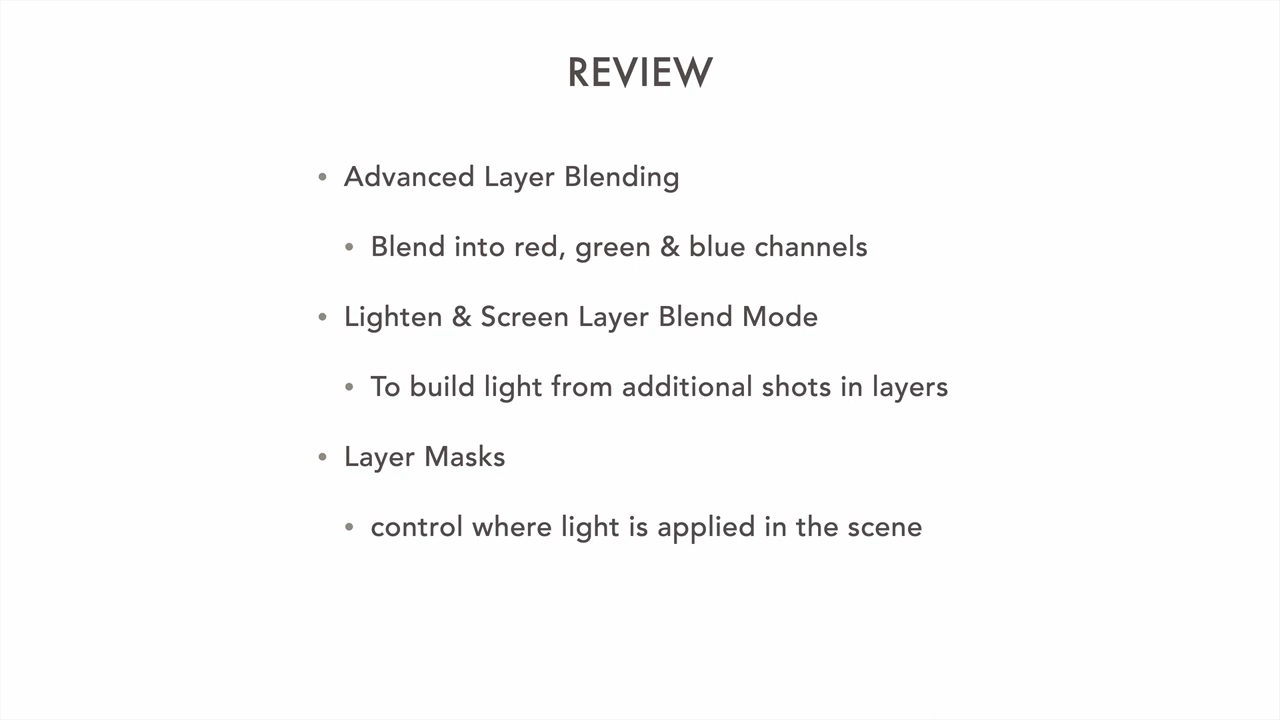 REVIEW
• Advanced Layer Blending
• Blend into red, green & blue channels
• Lighten & Screen Layer Blend Mode
• To build light from additional shots in layers
• Layer Masks
• control where light is applied in the scene